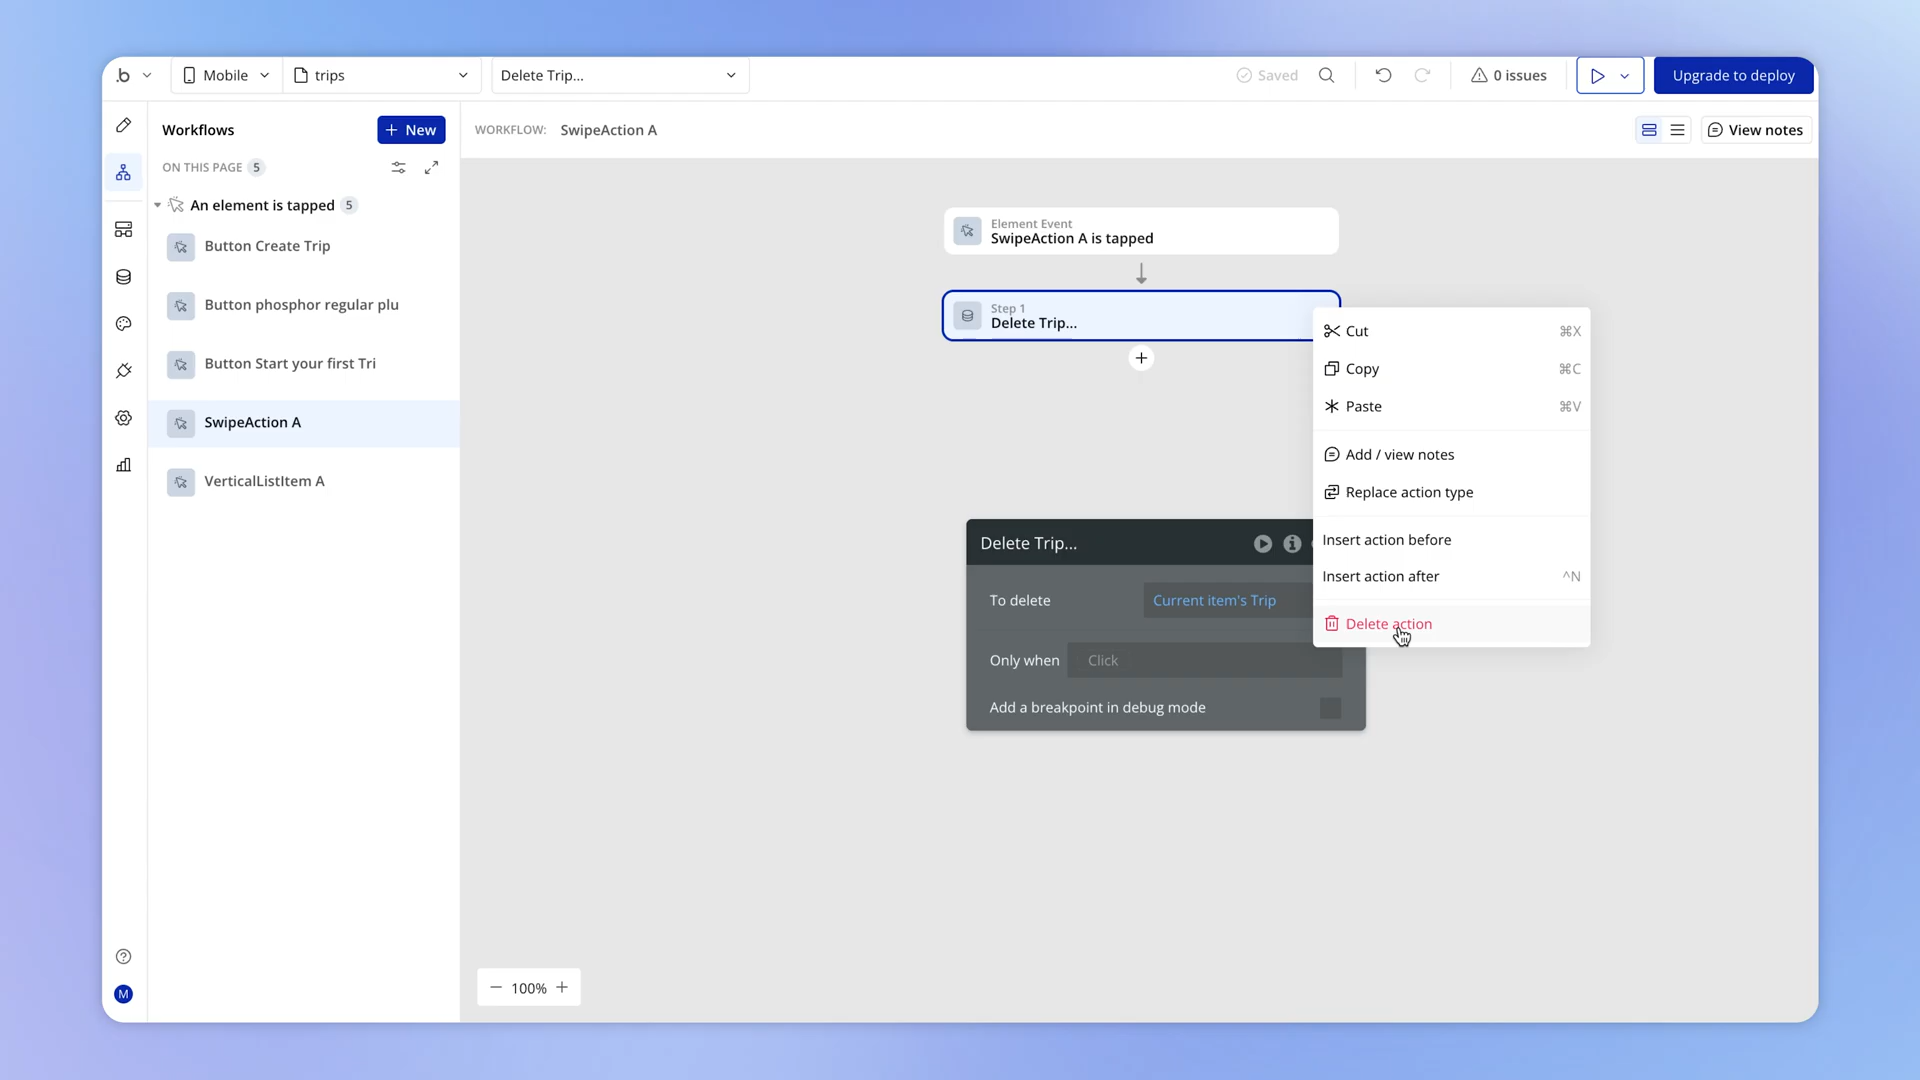 .b
Mobile
trips
Delete Trip...
Saved
0 issues
Upgrade to deploy
Workflows
+ New
WORKFLOW: SwipeAction A
View notes
ON THIS PAGE 5
An element is tapped 5
Button Create Trip
Button phosphor regular plu
Button Start your first Tri
SwipeAction A
VerticalListItem A
Element Event
SwipeAction A is tapped
Step 1
Delete Trip...
Cut ⌘X
Copy ⌘C
Paste ⌘V
Add / view notes
Replace action type
Insert action before
Insert action after ^N
Delete action
Delete Trip...
To delete Current item's Trip
Only when Click
Add a breakpoint in debug mode
M
100%